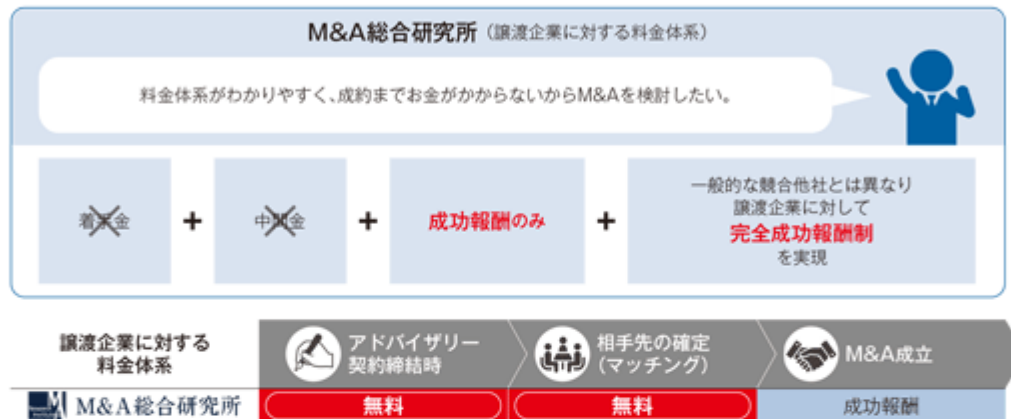 M&A総合研究所（譲渡企業に対する料金体系）
料金体系がわかりやすく、成約までお金がかからないからM&Aを検討したい。
着手金
+
中間金
+
成功報酬のみ
+
一般的な競合他社とは異なり
譲渡企業に対して
完全成功報酬制
を実現
譲渡企業に対する
料金体系
アドバイザリー
契約締結時
相手先の確定
（マッチング）
M&A成立
M&A総合研究所
無料
無料
成功報酬